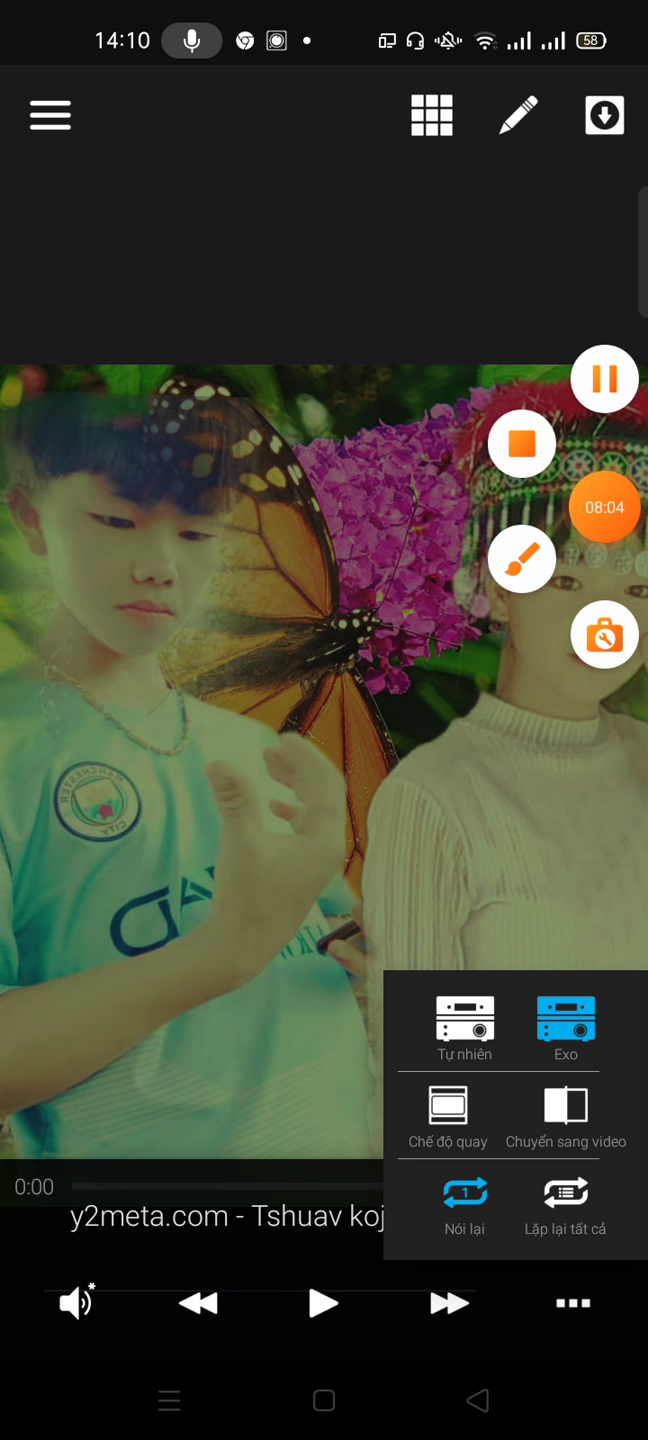 14:10
58
08:04
MANCHESTER
CITY
Tự nhiên
Exo
Chế độ quay
Chuyển sang video
0:00
y2meta.com - Tshuav koj
1
Nói lại
Lặp lại tất cả